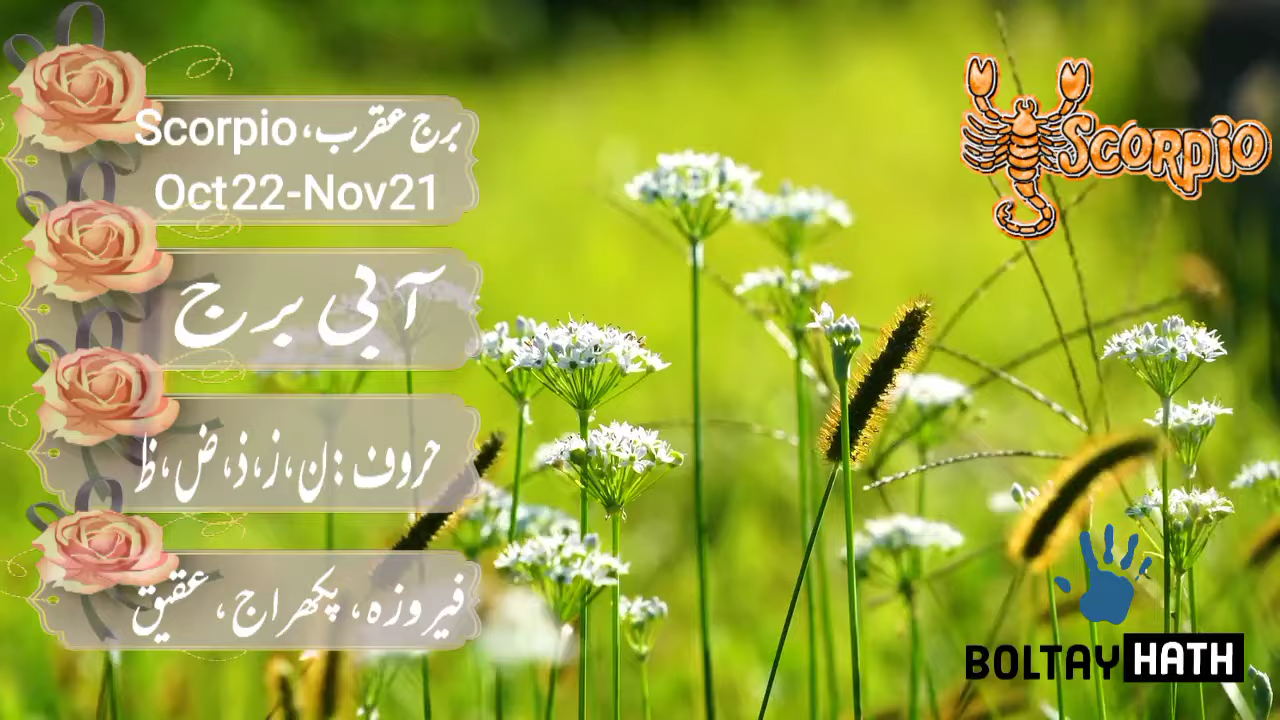 برج عقرب، Scorpio
Oct22-Nov21
آبی برج
حروف :ن،ز،ذ،ض،ظ
فیروزہ، پکھراج، عقیق
Scorpio
BOLTAY HATH